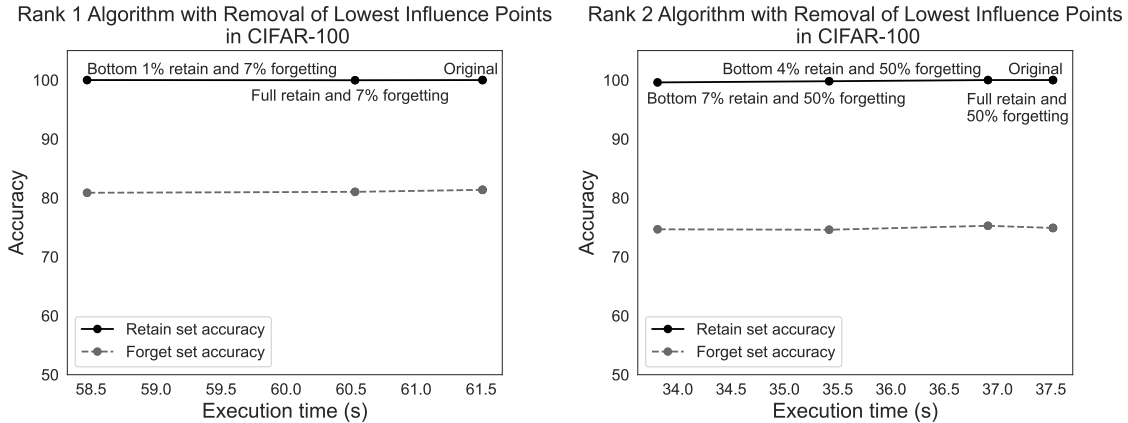 Rank 1 Algorithm with Removal of Lowest Influence Points
in CIFAR-100
100
90
80
70
60
50
Accuracy
Bottom 1% retain and 7% forgetting
Original
Full retain and 7% forgetting
Retain set accuracy
Forget set accuracy
58.5 59.0 59.5 60.0 60.5 61.0 61.5
Execution time (s)
Rank 2 Algorithm with Removal of Lowest Influence Points
in CIFAR-100
100
90
80
70
60
50
Accuracy
Bottom 4% retain and 50% forgetting
Original
Bottom 7% retain and 50% forgetting
Full retain and
50% forgetting
Retain set accuracy
Forget set accuracy
34.0 34.5 35.0 35.5 36.0 36.5 37.0 37.5
Execution time (s)